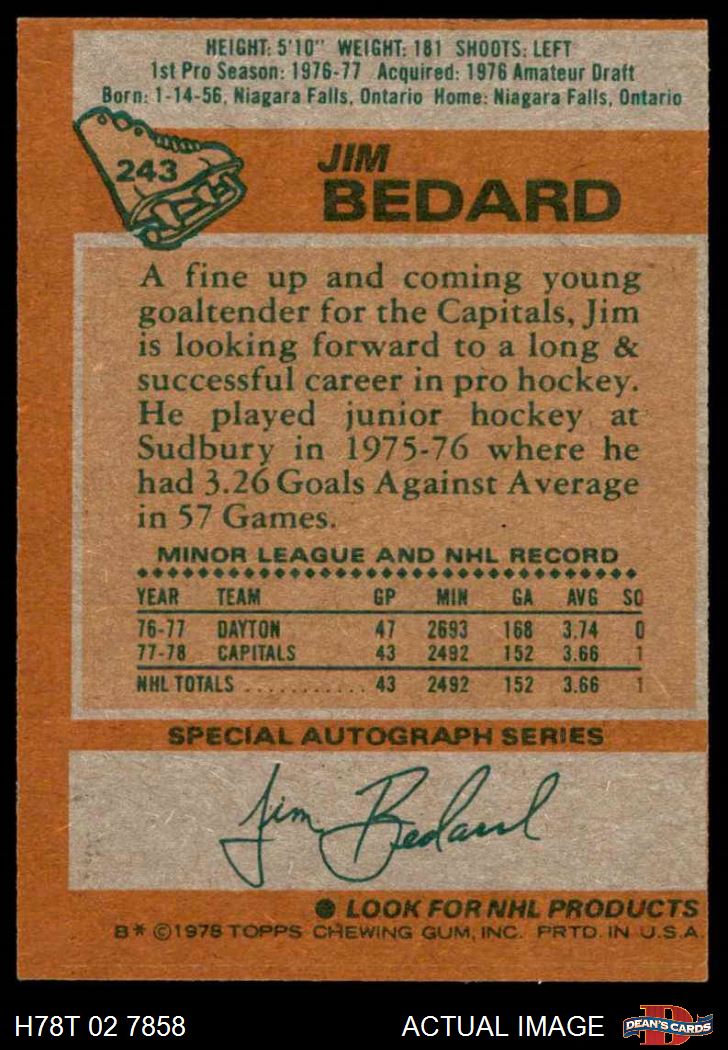 HEIGHT: 5'10" WEIGHT: 181 SHOOTS: LEFT
1st Pro Season: 1976-77 Acquired: 1976 Amateur Draft
Born: 1-14-56, Niagara Falls, Ontario Home: Niagara Falls, Ontario
243
JIM
BEDARD
A fine up and coming young
goaltender for the Capitals, Jim
is looking forward to a long &
successful career in pro hockey.
He played junior hockey at
Sudbury in 1975-76 where he
had 3.26 Goals Against Average
in 57 Games.
MINOR LEAGUE AND NHL RECORD
YEAR TEAM GP MIN GA AVG SO
76-77 DAYTON 47 2693 168 3.74 0
77-78 CAPITALS 43 2492 152 3.66 1
NHL TOTALS ............ 43 2492 152 3.66 1
SPECIAL AUTOGRAPH SERIES
Jim Bedard
● LOOK FOR NHL PRODUCTS
B* ©1978 TOPPS CHEWING GUM, INC. PRTD. IN U.S.A.
H78T 02 7858 ACTUAL IMAGE
D
DEAN'S CARDS